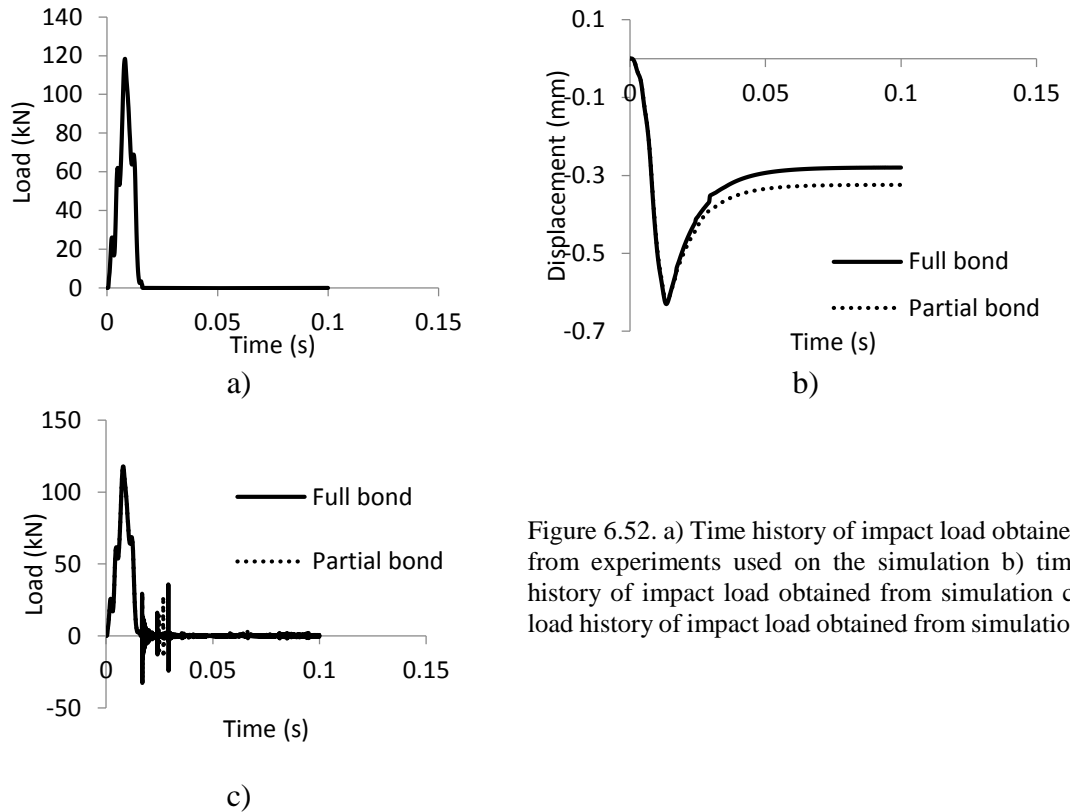 140
120
100
80
60
40
20
0
Load (kN)
0 0.05 0.1 0.15
Time (s)
a)
0.1
-0.1
-0.3
-0.5
-0.7
Displacement (mm)
0 0.05 0.1 0.15
Full bond
Partial bond
Time (s)
b)
150
100
50
0
-50
Load (kN)
0 0.05 0.1 0.15
Full bond
Partial bond
Time (s)
c)
Figure 6.52. a) Time history of impact load obtaine
from experiments used on the simulation b) tim
history of impact load obtained from simulation c
load history of impact load obtained from simulatio